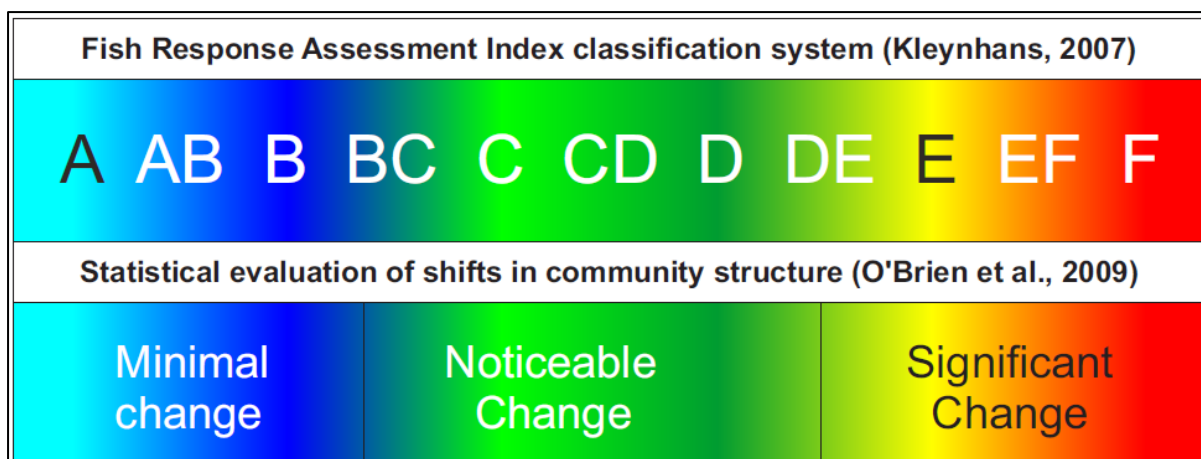 Fish Response Assessment Index classification system (Kleynhans, 2007)
A AB B BC C CD D DE E EF F
Statistical evaluation of shifts in community structure (O'Brien et al., 2009)
Minimal
change
Noticeable
Change
Significant
Change